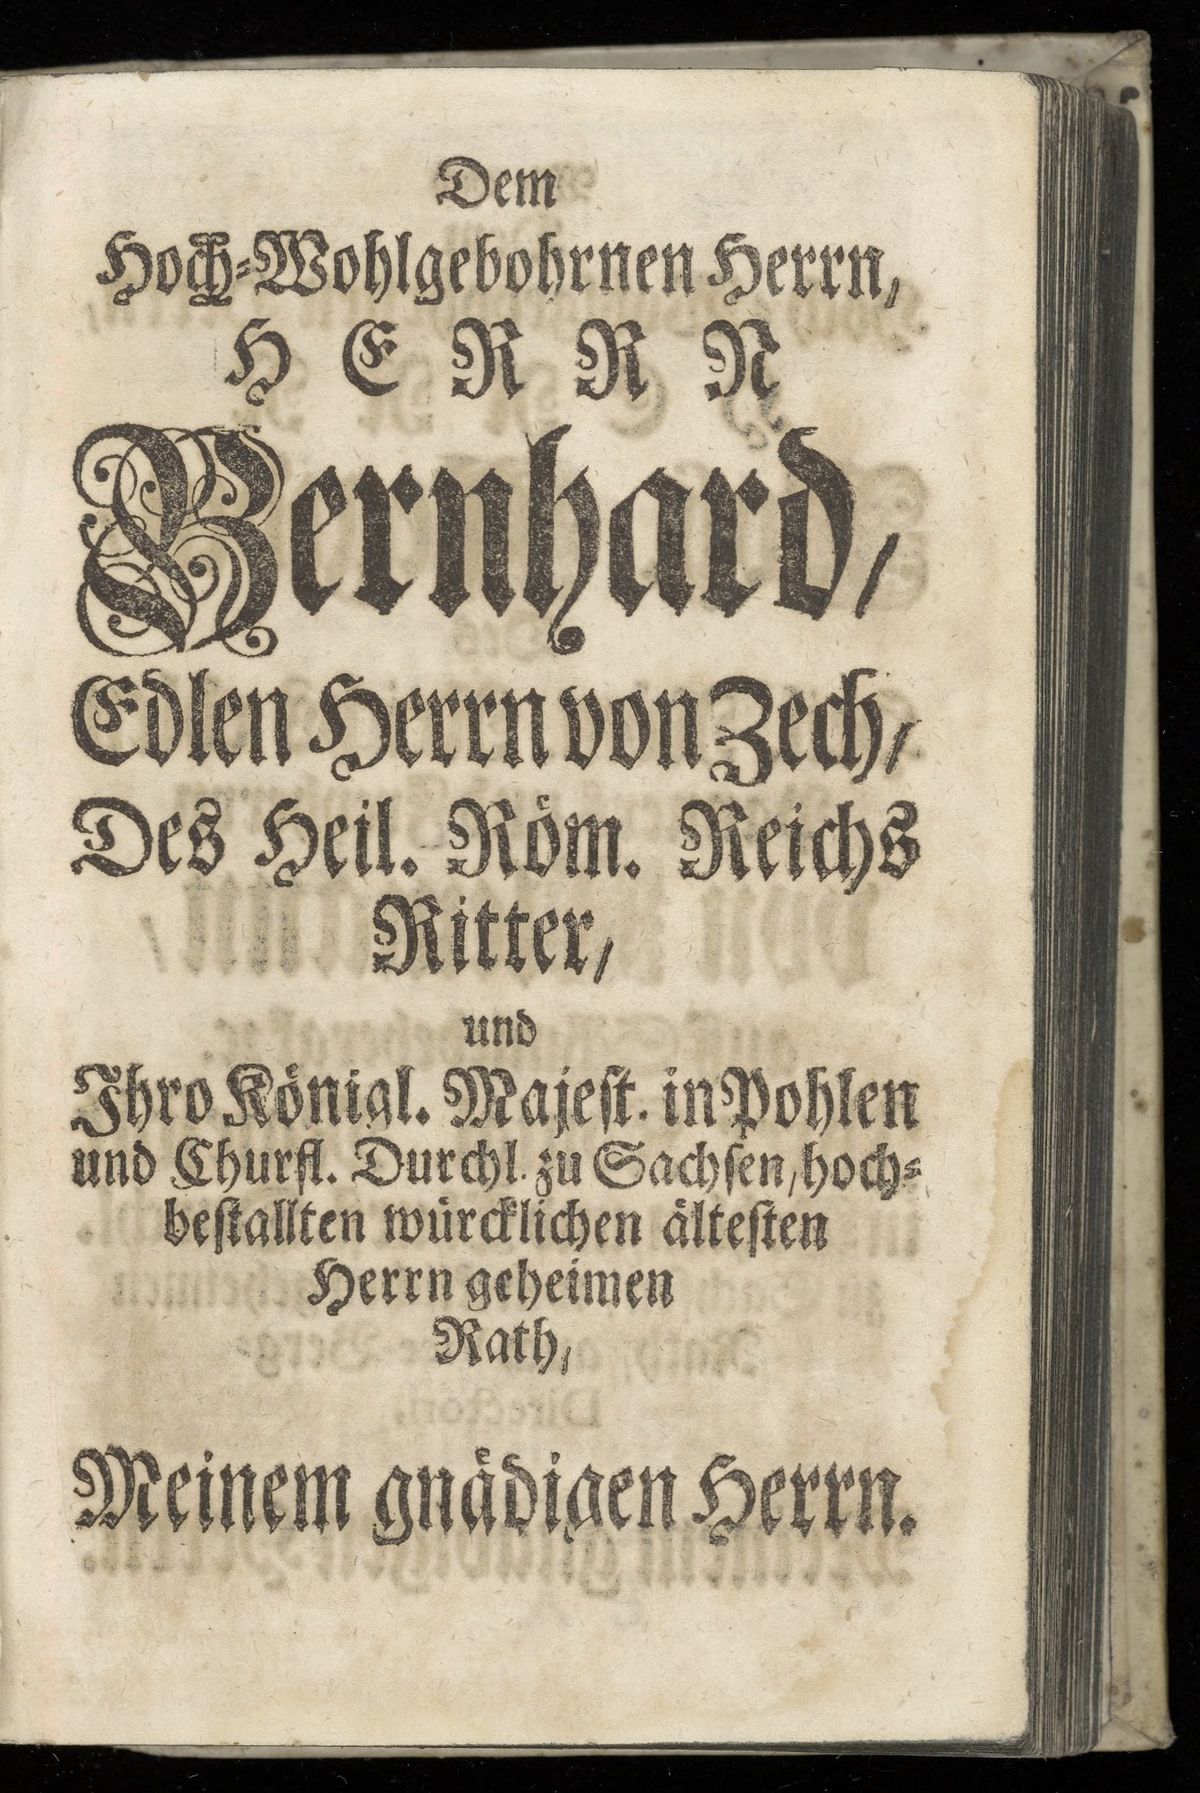 Dem
Hoch-Wohlgebohrnen Herrn,
HERRN
Bernhard,
Edlen Herrn von Zech,
Des Heil. Röm. Reichs
Ritter,
und
Ihro Königl. Majest. in Pohlen
und Churfl. Durchl. zu Sachsen, hoch-
bestallten würcklichen ältesten
Herrn geheimen
Rath,
Meinem gnädigen Herrn.